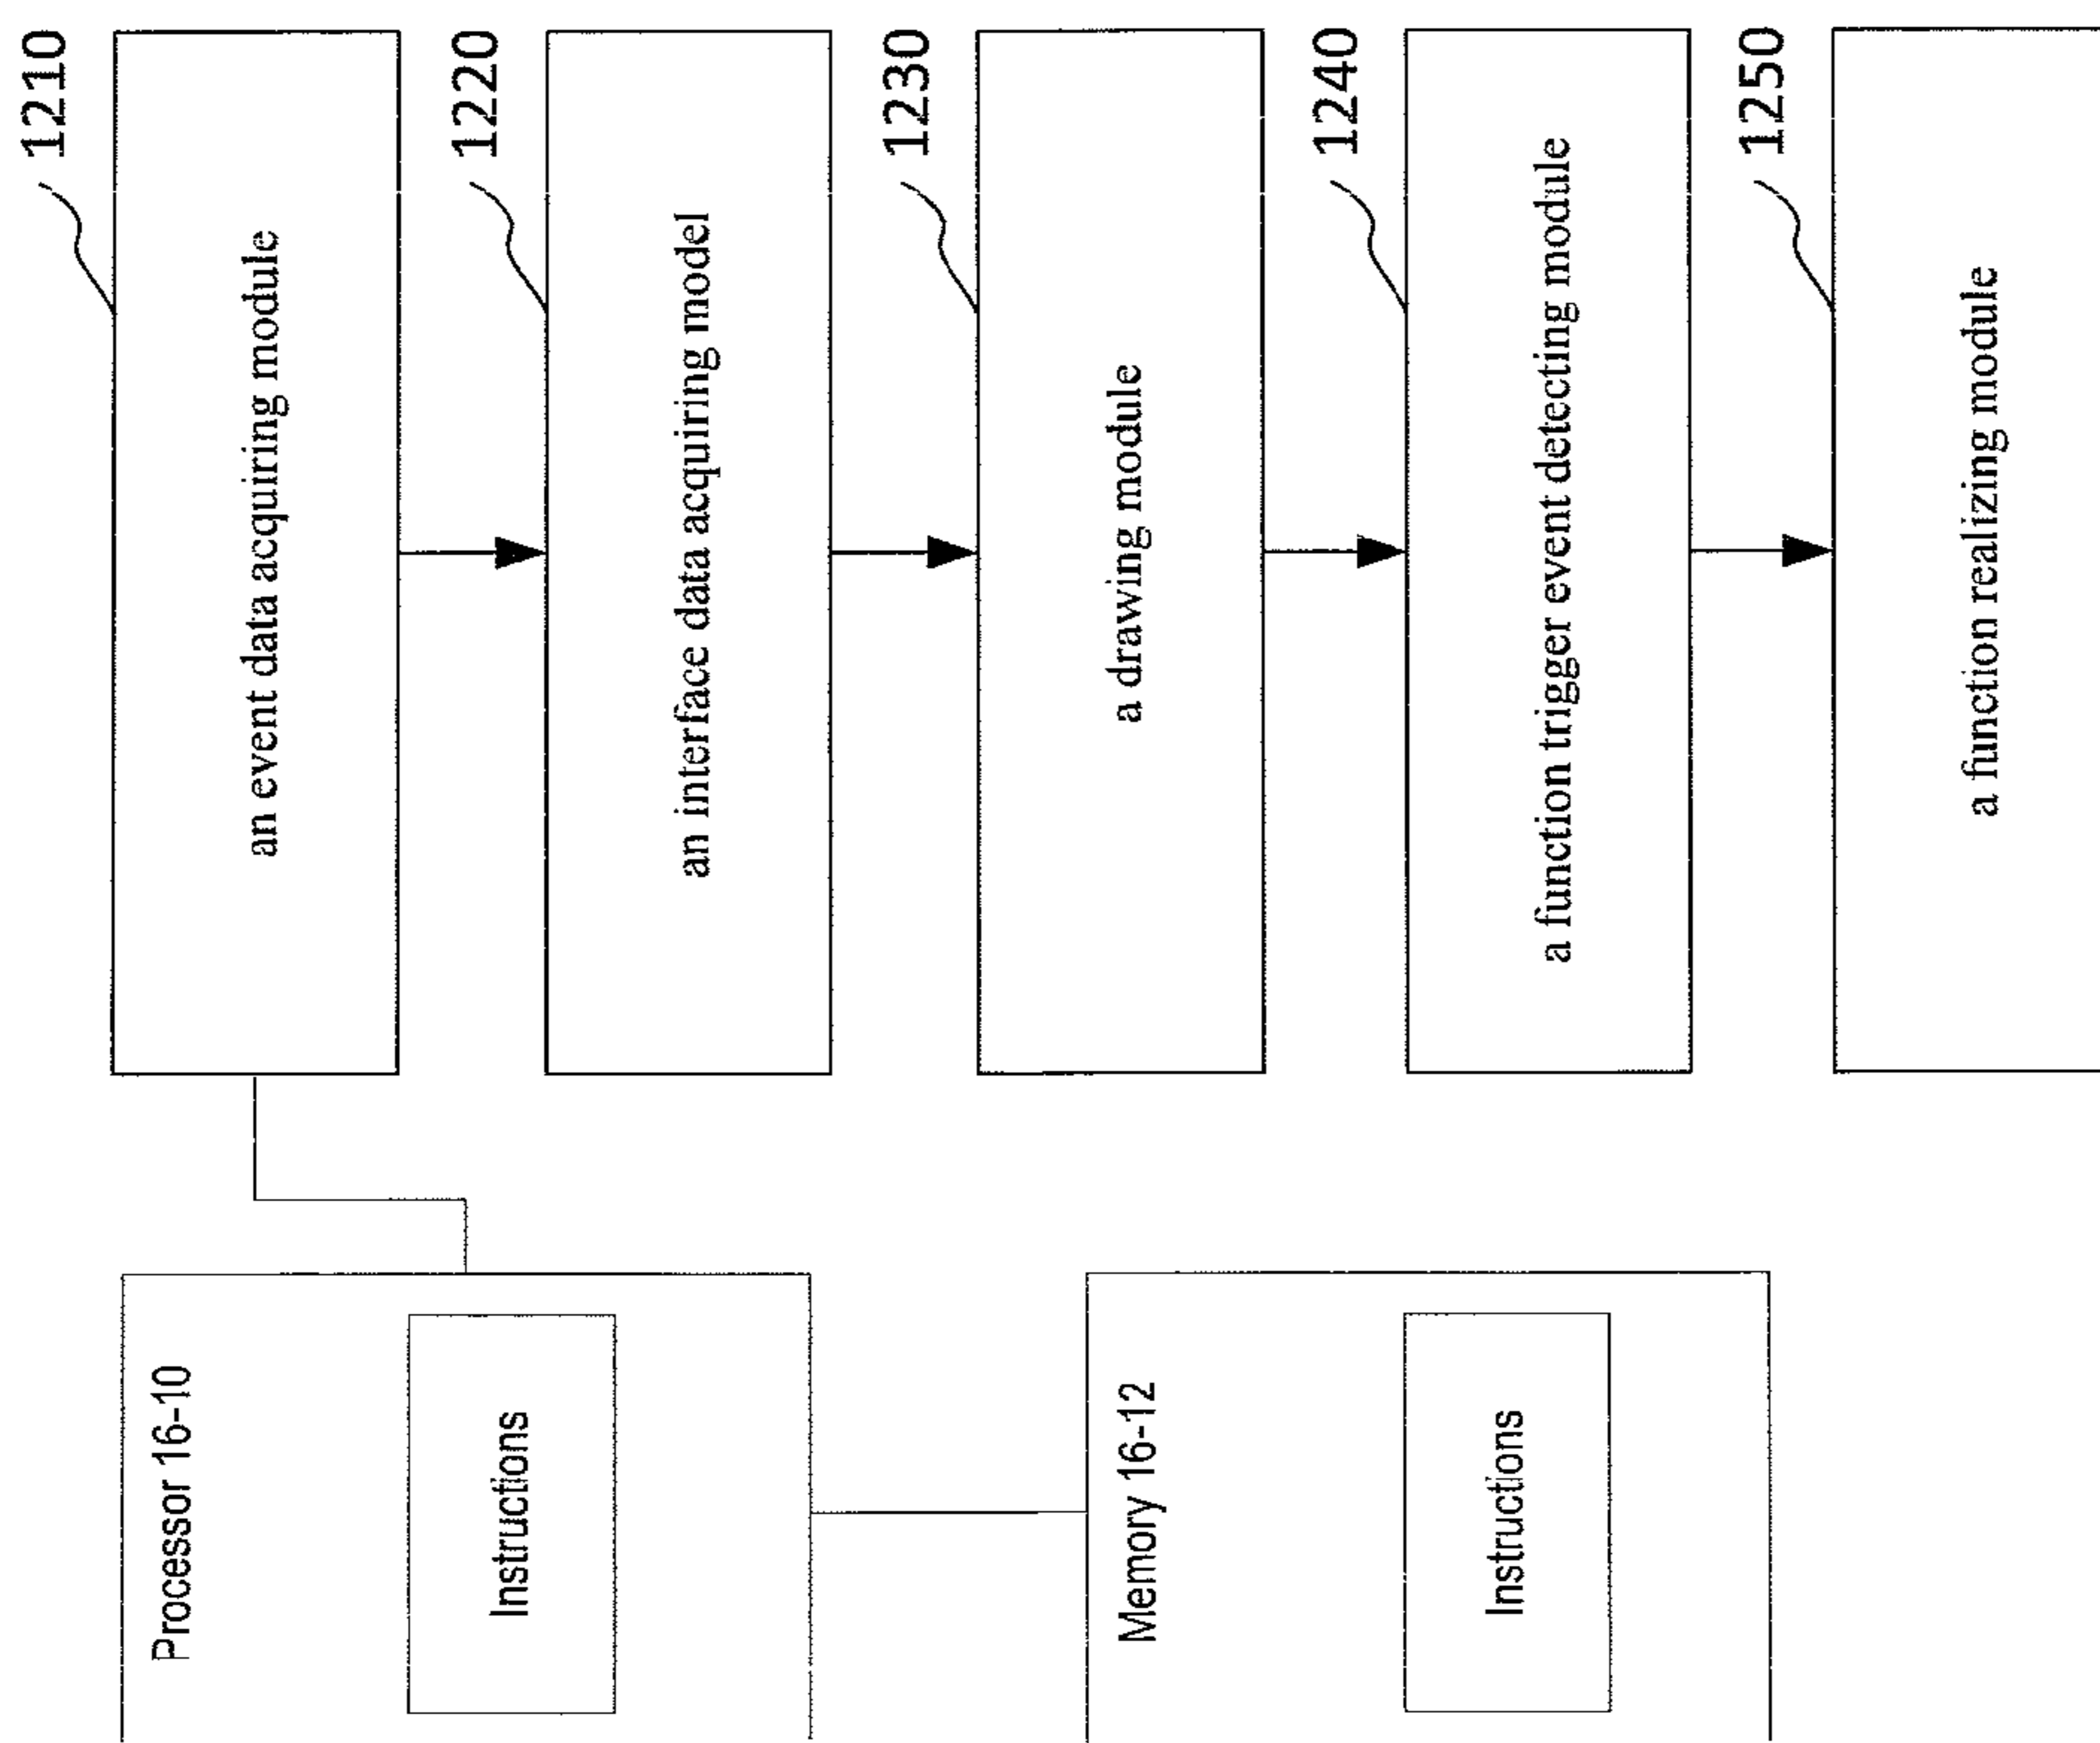 Processor 16-10
Instructions
Memory 16-12
Instructions
1210
an event data acquiring module
1220
an interface data acquiring model
1230
a drawing module
1240
a function trigger event detecting module
1250
a function realizing module